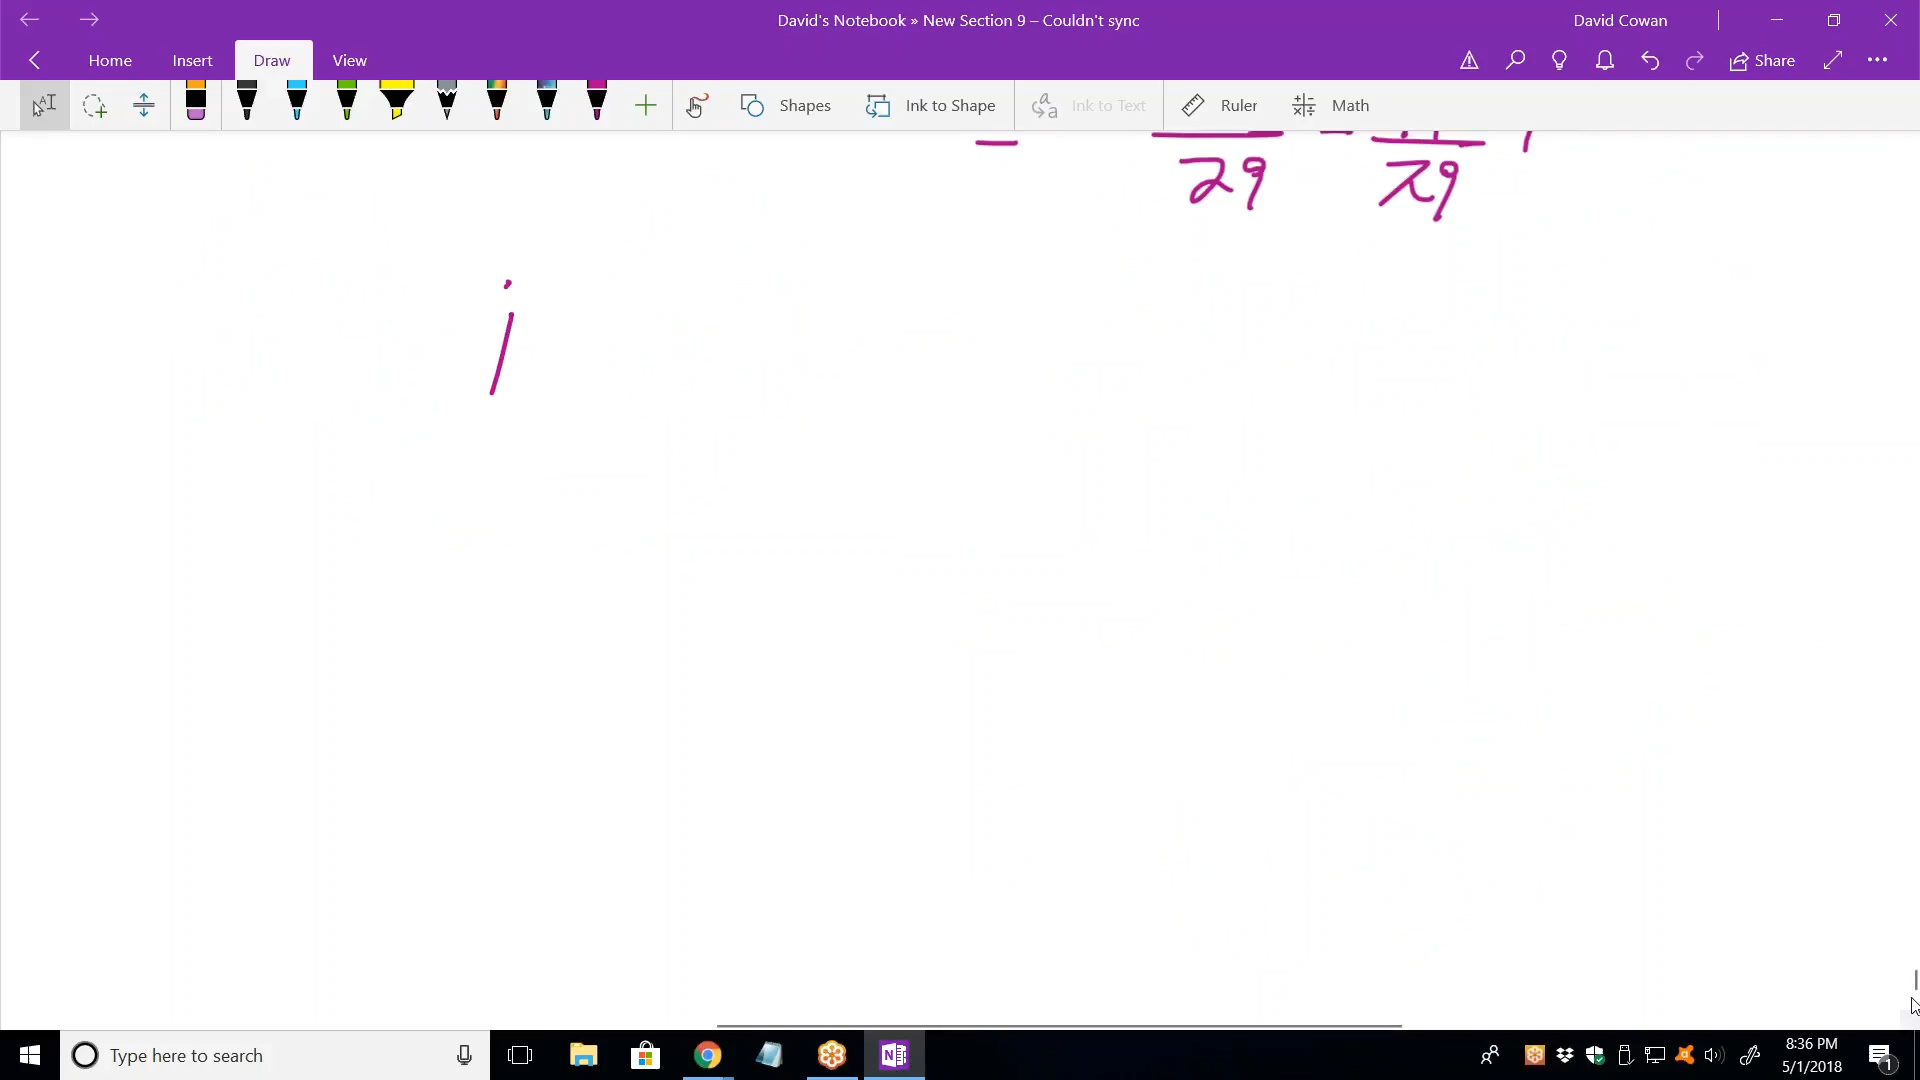 David's Notebook » New Section 9 – Couldn't sync
David Cowan
Home Insert Draw View
Share
Shapes
Ink to Shape
Ink to Text
Ruler
Math
29
29
i
Type here to search
8:36 PM
5/1/2018
1